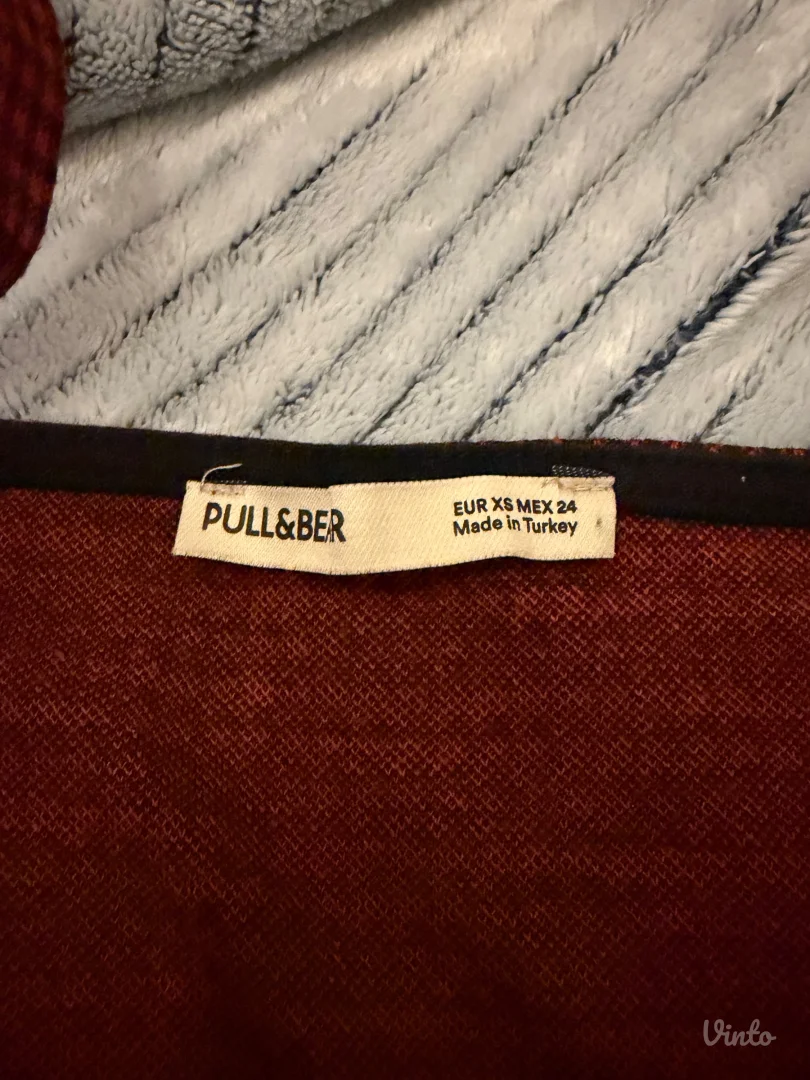 PULL&BEAR
EUR XS MEX 24
Made in Turkey
Vinto